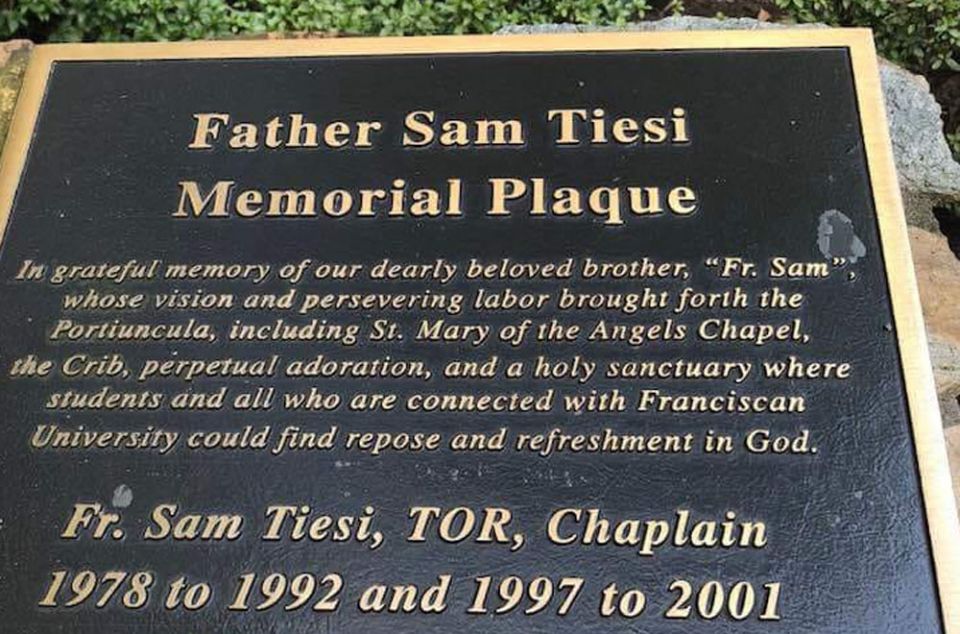 Father Sam Tiesi
Memorial Plaque
In grateful memory of our dearly beloved brother, “Fr. Sam”,
whose vision and persevering labor brought forth the
Portiuncula, including St. Mary of the Angels Chapel,
the Crib, perpetual adoration, and a holy sanctuary where
students and all who are connected with Franciscan
University could find repose and refreshment in God.
Fr. Sam Tiesi, TOR, Chaplain
1978 to 1992 and 1997 to 2001